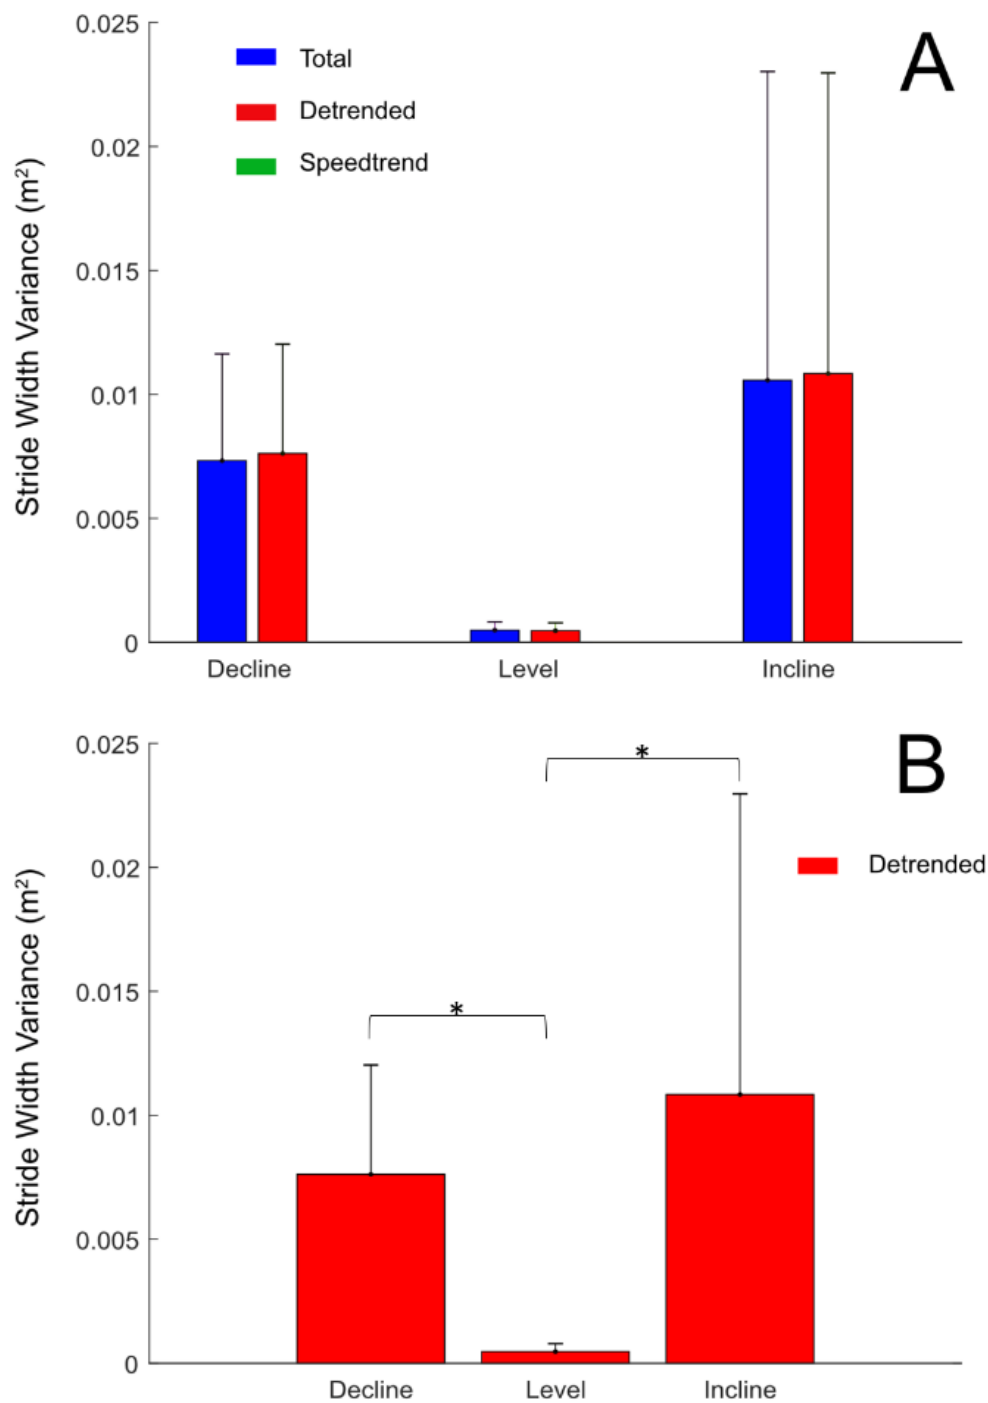 A
Total
Detrended
Speedtrend
Stride Width Variance (m²)
0.025
0.02
0.015
0.01
0.005
0
Decline Level Incline
B
*
*
Detrended
Stride Width Variance (m²)
0.025
0.02
0.015
0.01
0.005
0
Decline Level Incline